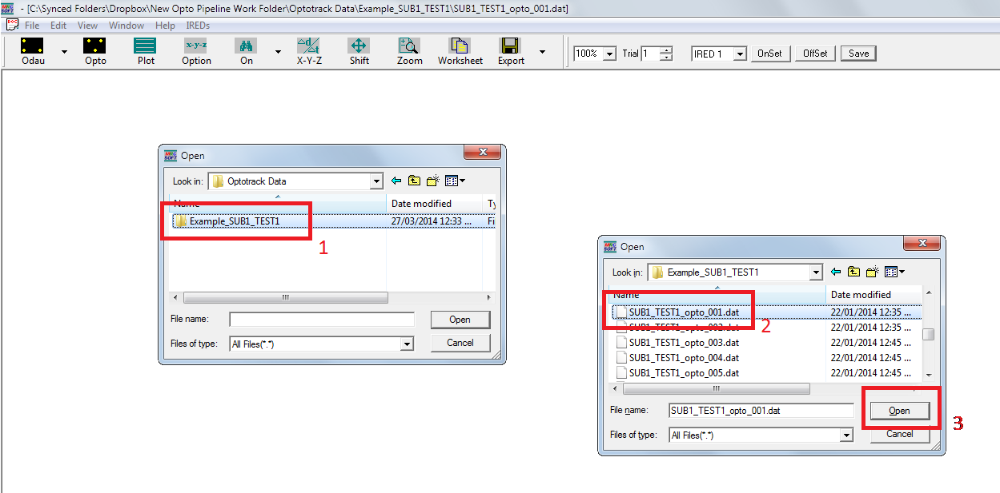 - [C:\Synced Folders\Dropbox\New Opto Pipeline Work Folder\Optotrack Data\Example_SUB1_TEST1\SUB1_TEST1_opto_001.dat]
File Edit View Window Help IREDs
Odau Opto Plot Option On X-Y-Z Shift Zoom Worksheet Export
x-y-z
100% Trial 1 IRED 1 OnSet OffSet Save
Open
Look in: Optotrack Data
Name Date modified Ty
Example_SUB1_TEST1 27/03/2014 12:33 ... Fi
1
File name: Open
Files of type: All Files(*.*) Cancel
Open
Look in: Example_SUB1_TEST1
Name Date modified
SUB1_TEST1_opto_001.dat 22/01/2014 12:35 ...
2
SUB1_TEST1_opto_002.dat 22/01/2014 12:35 ...
SUB1_TEST1_opto_003.dat 22/01/2014 12:45 ...
SUB1_TEST1_opto_004.dat 22/01/2014 12:45 ...
SUB1_TEST1_opto_005.dat 22/01/2014 12:45 ...
File name: SUB1_TEST1_opto_001.dat Open
3
Files of type: All Files(*.*) Cancel